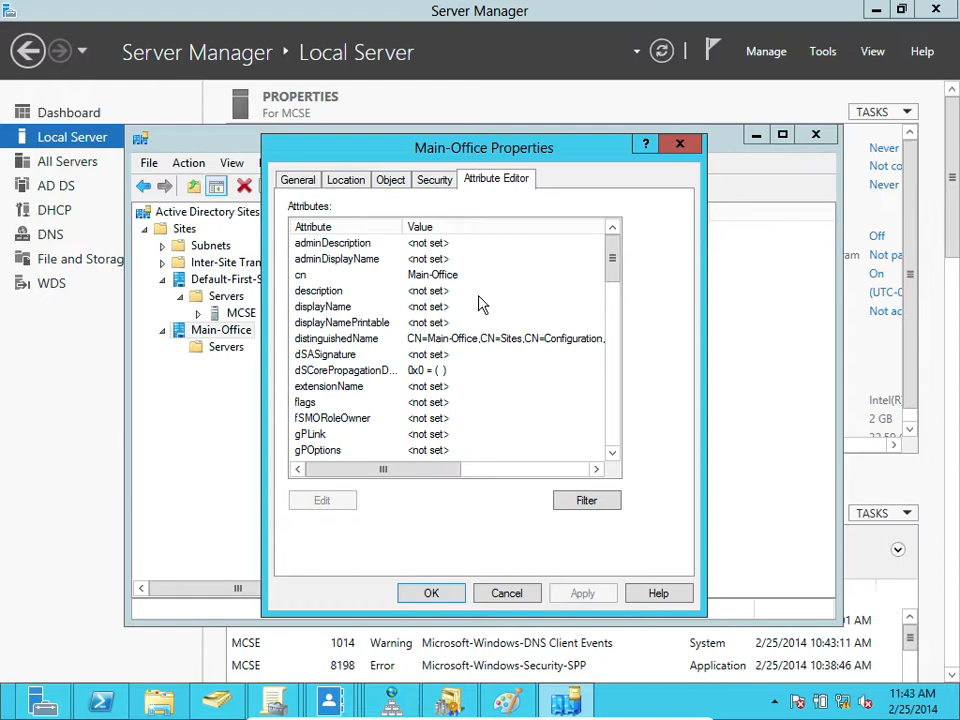 Server Manager
Server Manager ‣ Local Server
Manage
Tools
View
Help
Dashboard
Local Server
All Servers
AD DS
DHCP
DNS
File and Storag
WDS
PROPERTIES
For MCSE
TASKS
Never
Not co
Never
Off
Not pa
am
On
(UTC-0
Not ac
Intel(R)
2 GB
File
Action
View
Active Directory Sites
Sites
Subnets
Inter-Site Tran
Default-First-S
Servers
MCSE
Main-Office
Servers
Main-Office Properties
?
General
Location
Object
Security
Attribute Editor
Attributes:
Attribute Value
adminDescription <not set>
adminDisplayName <not set>
cn Main-Office
description <not set>
displayName <not set>
displayNamePrintable <not set>
distinguishedName CN=Main-Office,CN=Sites,CN=Configuration,
dSASignature <not set>
dSCorePropagationD... 0x0 = ( )
extensionName <not set>
flags <not set>
fSMORoleOwner <not set>
gPLink <not set>
gPOptions <not set>
Edit
Filter
OK
Cancel
Apply
Help
TASKS
01 AM
MCSE 1014 Warning Microsoft-Windows-DNS Client Events System 2/25/2014 10:43:11 AM
MCSE 8198 Error Microsoft-Windows-Security-SPP Application 2/25/2014 10:38:46 AM
11:43 AM
2/25/2014